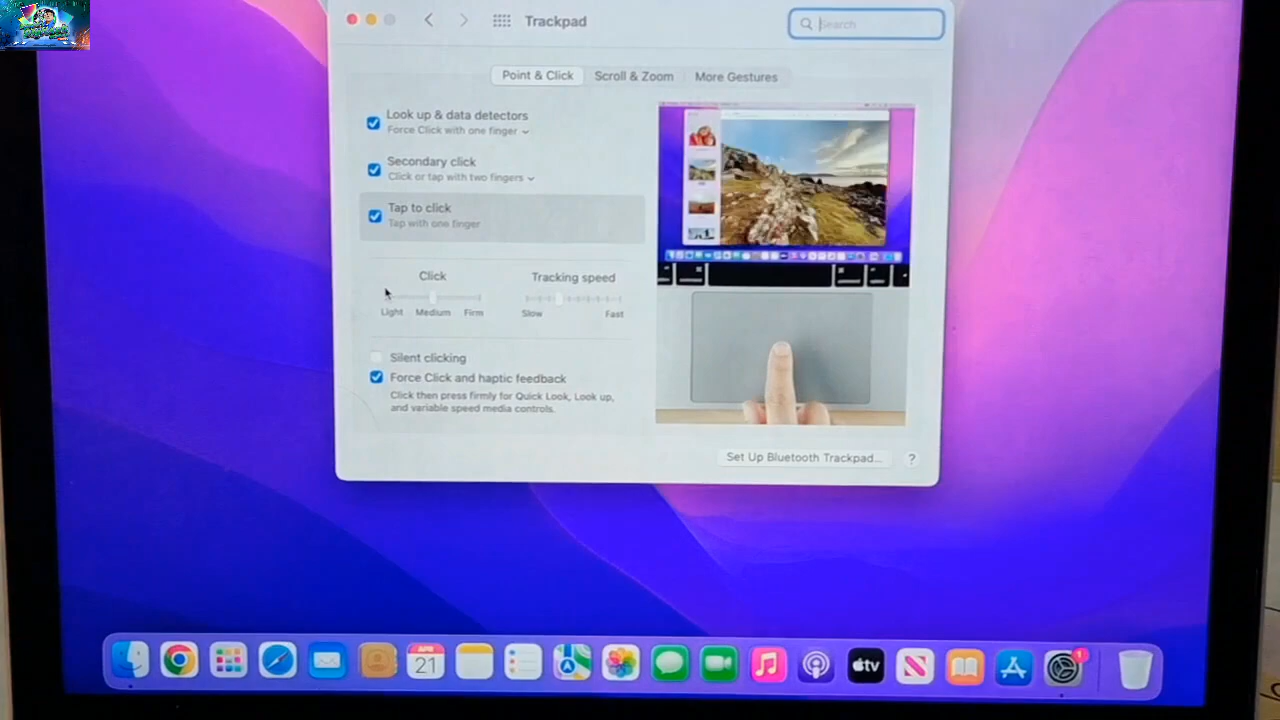 Trackpad
Search
Point & Click
Scroll & Zoom
More Gestures
Look up & data detectors
Force Click with one finger
Secondary click
Click or tap with two fingers
Tap to click
Tap with one finger
Click
Tracking speed
Light
Medium
Firm
Slow
Fast
Silent clicking
Force Click and haptic feedback
Click then press firmly for Quick Look, Look up,
and variable speed media controls.
Set Up Bluetooth Trackpad...
?
APR
21
tv
1